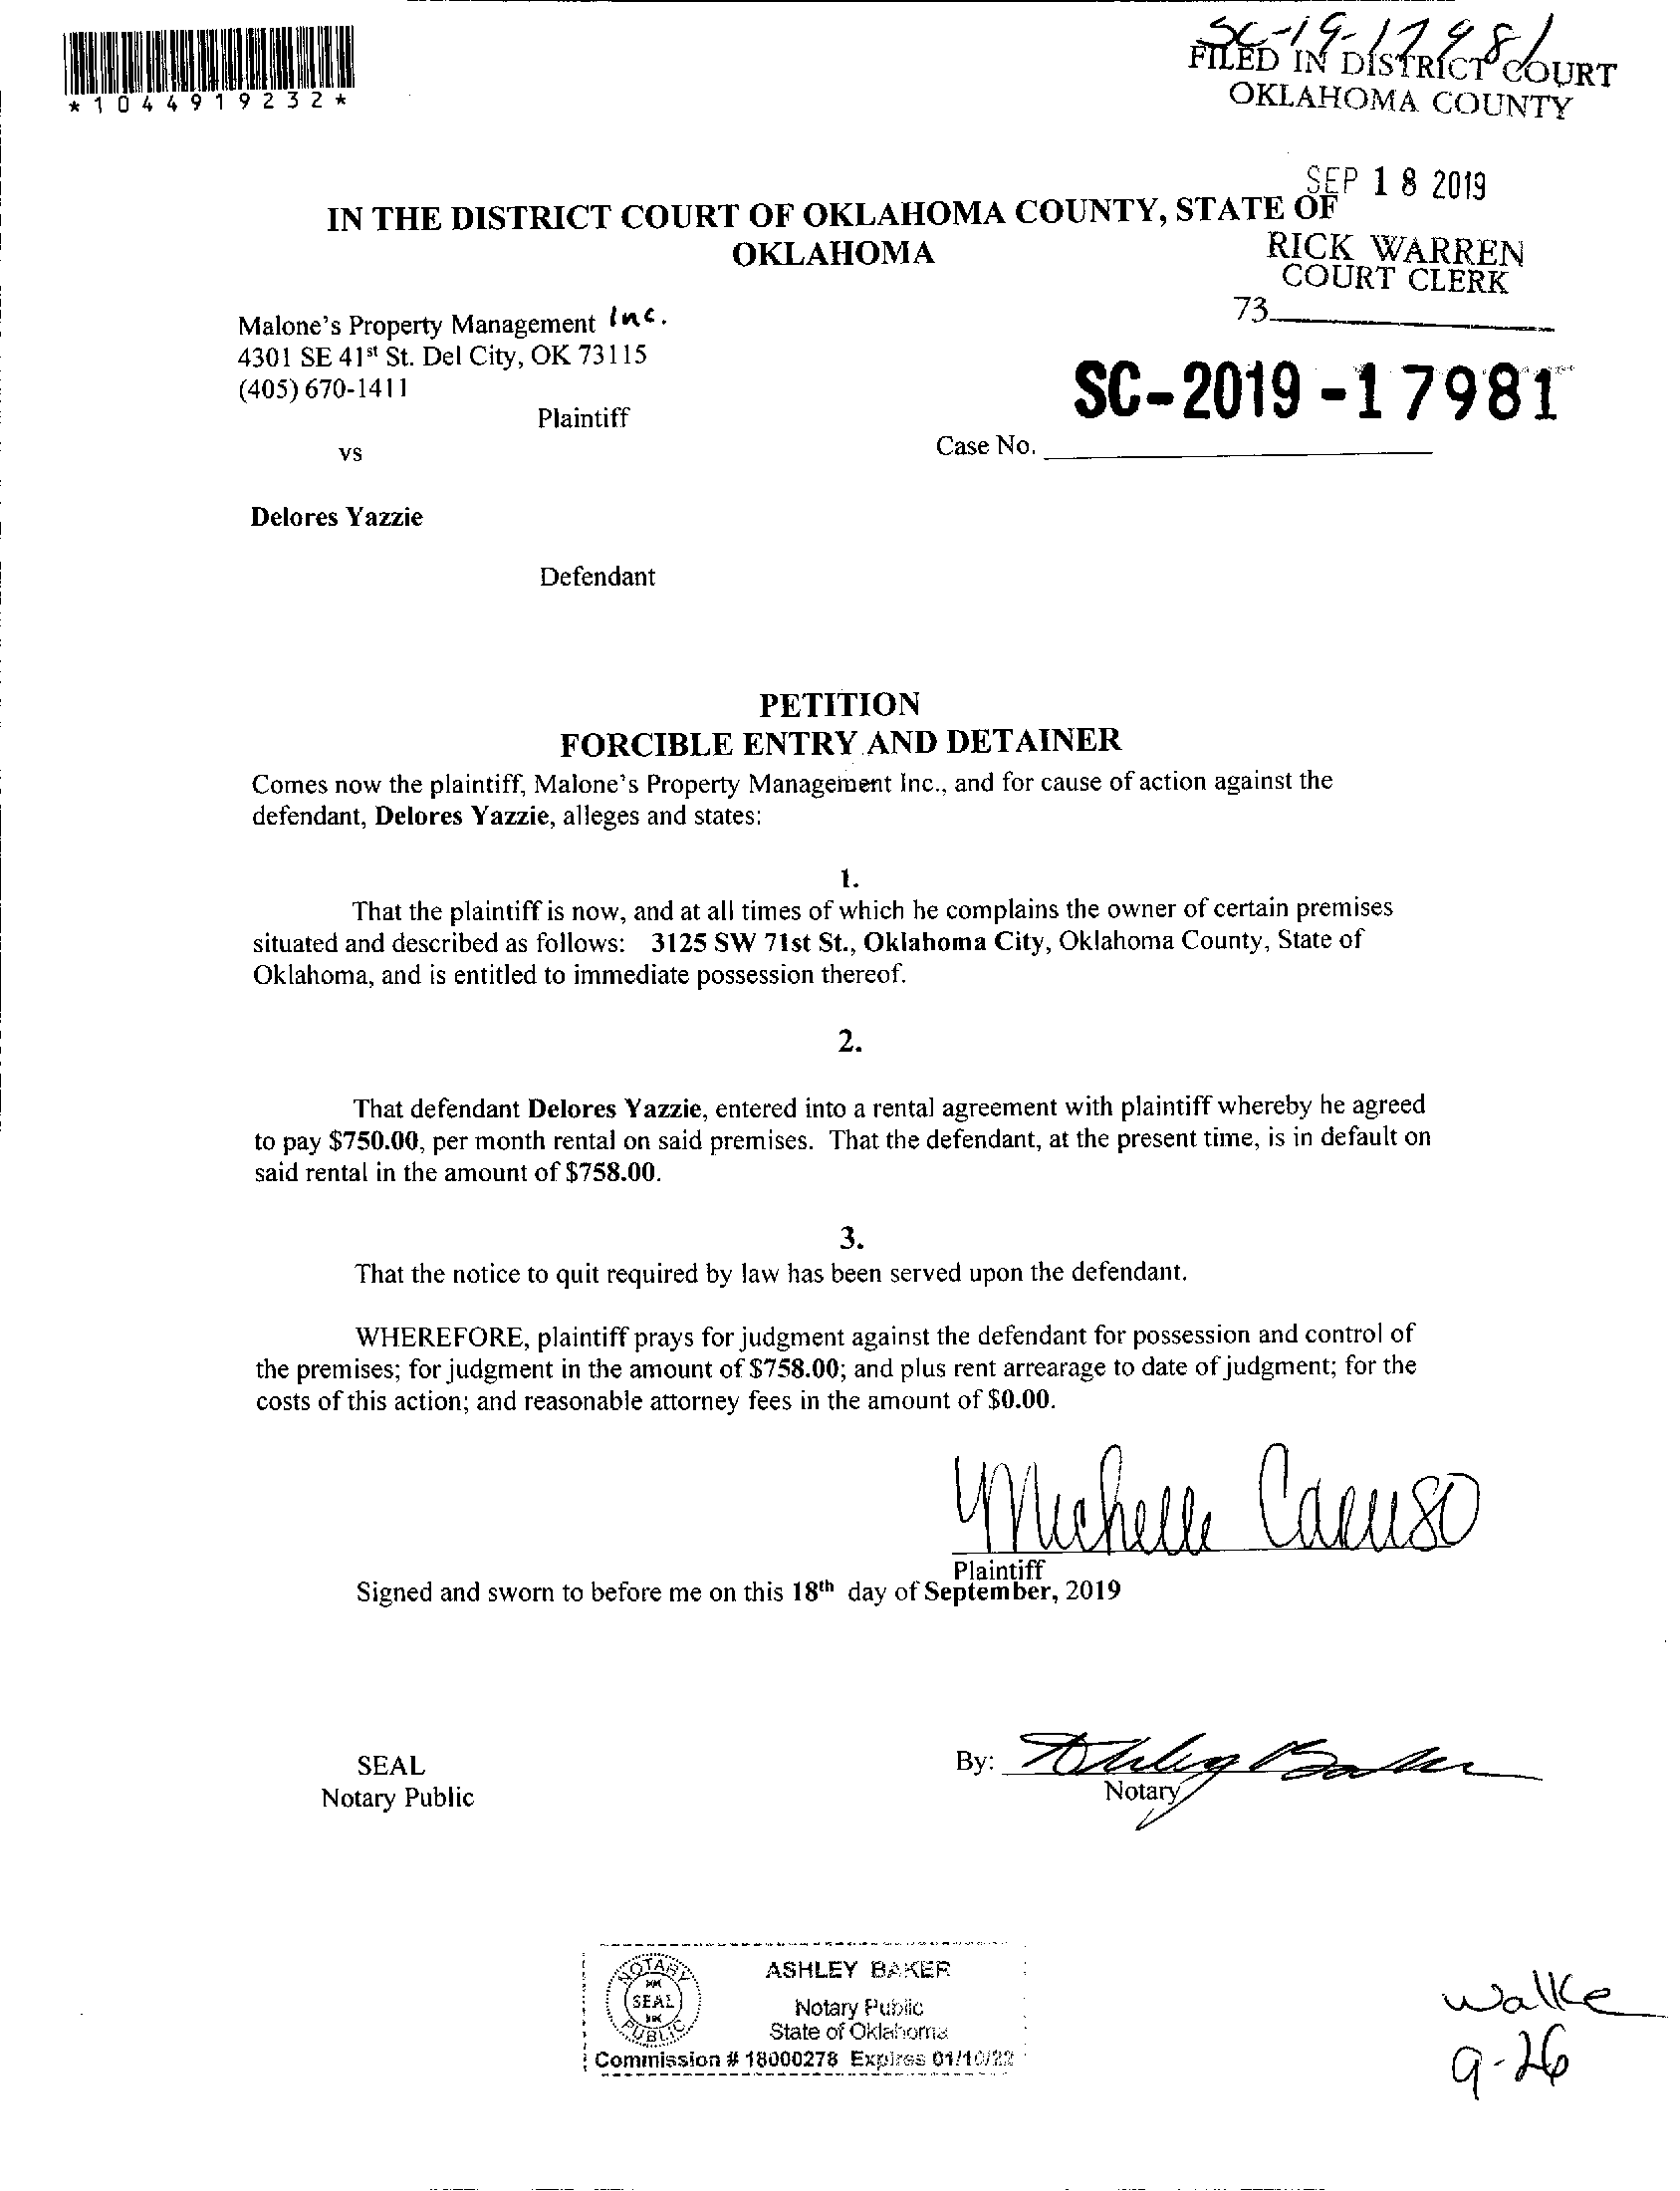 SC-19-17981
FILED IN DISTRICT COURT
OKLAHOMA COUNTY
*1044919232*
SEP 18 2019
IN THE DISTRICT COURT OF OKLAHOMA COUNTY, STATE OF
OKLAHOMA
RICK WARREN
COURT CLERK
73
Malone's Property Management Inc.
4301 SE 41st St. Del City, OK 73115
(405) 670-1411
Plaintiff
SC-2019-17981
vs
Case No.
Delores Yazzie
Defendant
PETITION
FORCIBLE ENTRY AND DETAINER
Comes now the plaintiff, Malone's Property Management Inc., and for cause of action against the
defendant, Delores Yazzie, alleges and states:
1.
That the plaintiff is now, and at all times of which he complains the owner of certain premises
situated and described as follows: 3125 SW 71st St., Oklahoma City, Oklahoma County, State of
Oklahoma, and is entitled to immediate possession thereof.
2.
That defendant Delores Yazzie, entered into a rental agreement with plaintiff whereby he agreed
to pay $750.00, per month rental on said premises. That the defendant, at the present time, is in default on
said rental in the amount of $758.00.
3.
That the notice to quit required by law has been served upon the defendant.
WHEREFORE, plaintiff prays for judgment against the defendant for possession and control of
the premises; for judgment in the amount of $758.00; and plus rent arrearage to date of judgment; for the
costs of this action; and reasonable attorney fees in the amount of $0.00.
Michelle Caruso
Plaintiff
Signed and sworn to before me on this 18th day of September, 2019
SEAL
Notary Public
By: Ashley Baker
Notary
NOTARY
SEAL
PUBLIC
ASHLEY BAKER
Notary Public
State of Oklahoma
Commission # 18000278 Expires 01/10/22
Walke
9-26